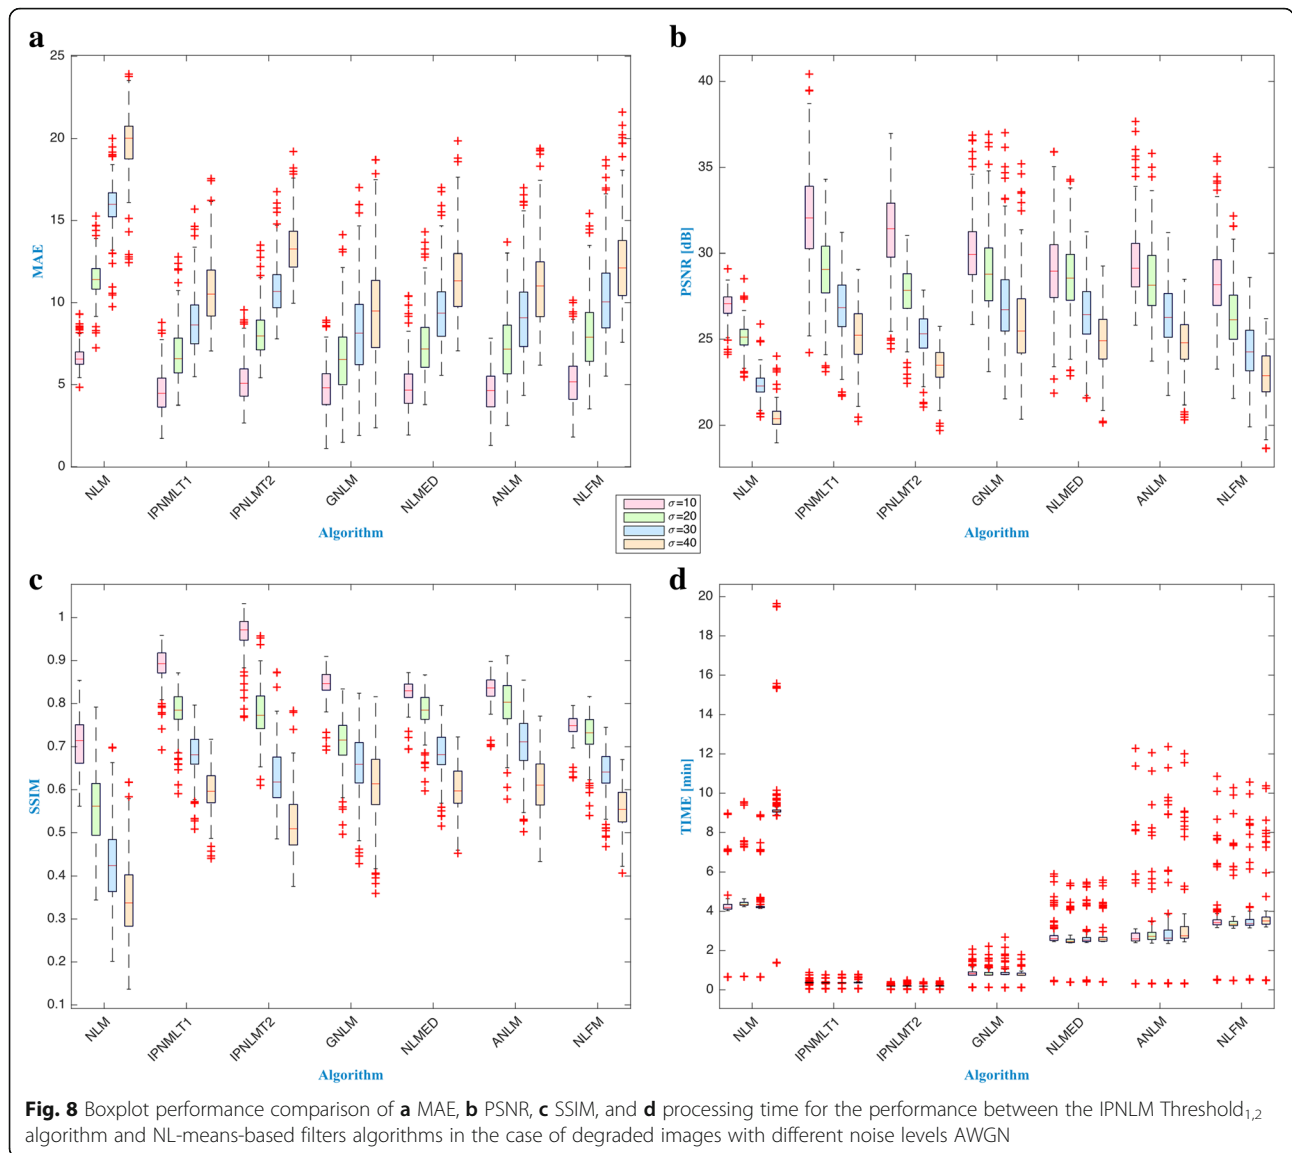 a
25
20
15
10
5
0
MAE
NLM
IPNMLT1
IPNLMT2
GNLM
NLMED
ANLM
NLFM
Algorithm
b
40
35
30
25
20
PSNR [dB]
NLM
IPNMLT1
IPNLMT2
GNLM
NLMED
ANLM
NLFM
Algorithm
σ=10
σ=20
σ=30
σ=40
c
1
0.9
0.8
0.7
0.6
0.5
0.4
0.3
0.2
0.1
SSIM
NLM
IPNMLT1
IPNLMT2
GNLM
NLMED
ANLM
NLFM
Algorithm
d
20
18
16
14
12
10
8
6
4
2
0
TIME [min]
NLM
IPNMLT1
IPNLMT2
GNLM
NLMED
ANLM
NLFM
Algorithm
Fig. 8 Boxplot performance comparison of a MAE, b PSNR, c SSIM, and d processing time for the performance between the IPNLM Threshold1,2
algorithm and NL-means-based filters algorithms in the case of degraded images with different noise levels AWGN